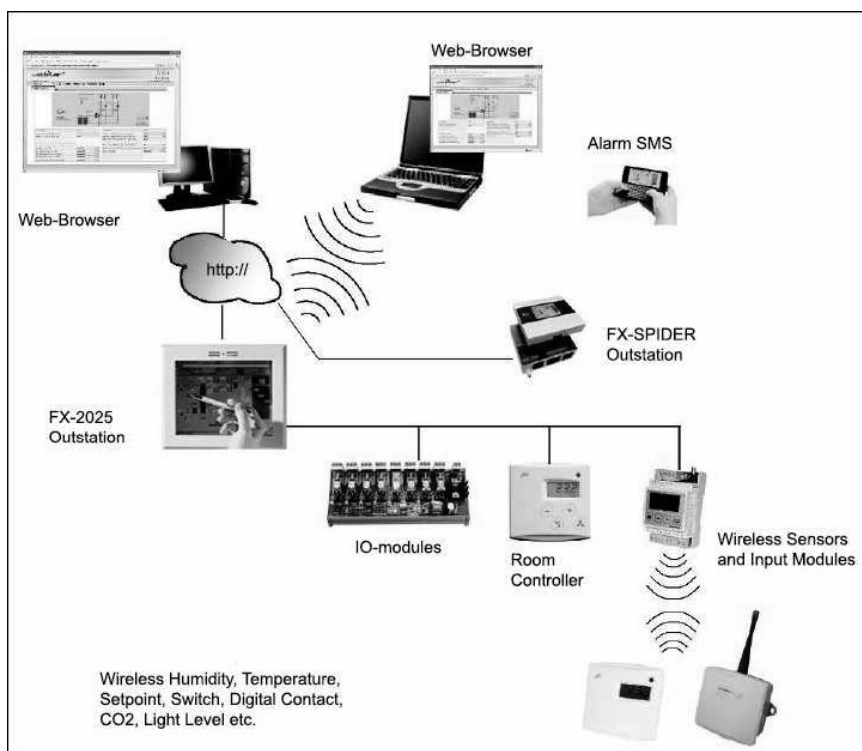 Web-Browser
Alarm SMS
Web-Browser
http://
FX-SPIDER
Outstation
FX-2025
Outstation
IO-modules
Room
Controller
Wireless Sensors
and Input Modules
Wireless Humidity, Temperature,
Setpoint, Switch, Digital Contact,
CO2, Light Level etc.